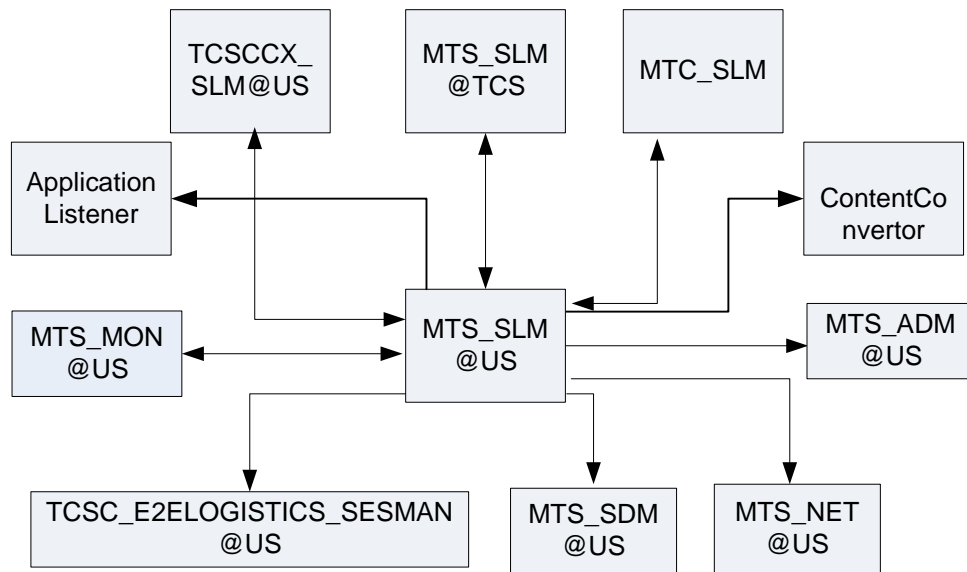 TCSCCX_
SLM@US
MTS_SLM
@TCS
MTC_SLM
Application
Listener
ContentCo
nvertor
MTS_MON
@US
MTS_SLM
@US
MTS_ADM
@US
TCSC_E2ELOGISTICS_SESMAN
@US
MTS_SDM
@US
MTS_NET
@US